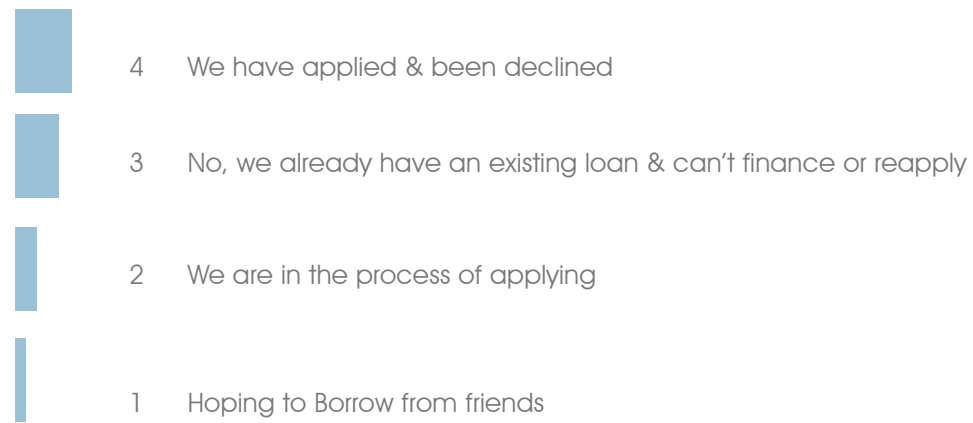 4 We have applied & been declined
3 No, we already have an existing loan & can’t finance or reapply
2 We are in the process of applying
1 Hoping to Borrow from friends